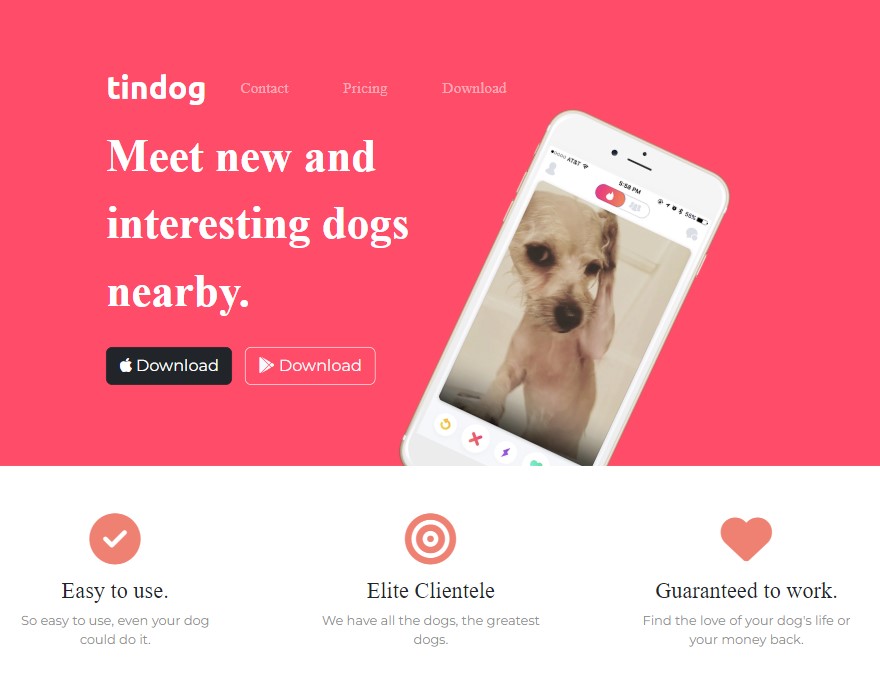 tindog Contact Pricing Download
Meet new and
interesting dogs
nearby.
Download Download
AT&T 5:58 PM 55%
Easy to use. Elite Clientele Guaranteed to work.
So easy to use, even your dog We have all the dogs, the greatest Find the love of your dog's life or
could do it. dogs. your money back.